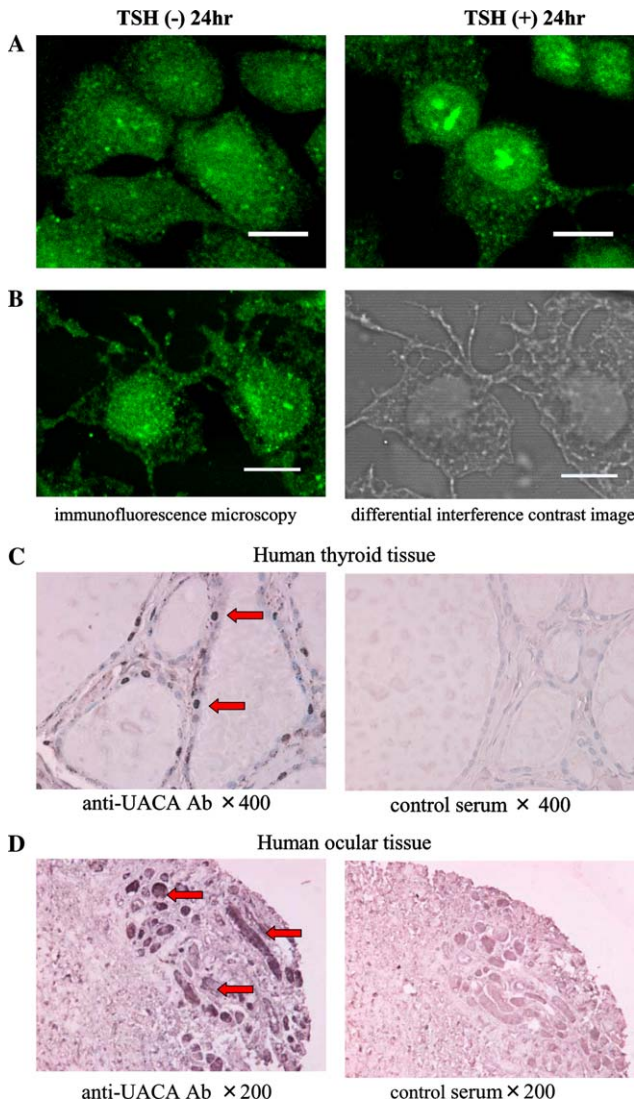 TSH (-) 24hr TSH (+) 24hr
A
B
immunofluorescence microscopy differential interference contrast image
C Human thyroid tissue
anti-UACA Ab × 400 control serum × 400
D Human ocular tissue
anti-UACA Ab × 200 control serum × 200